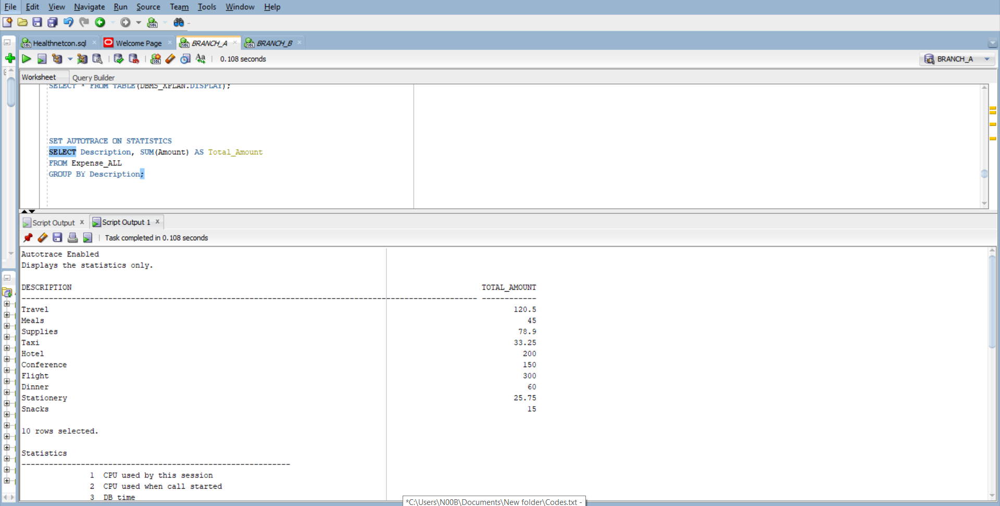 File Edit View Navigate Run Source Team Tools Window Help
Healthnetcon.sql Welcome Page BRANCH_A BRANCH_B
0.108 seconds BRANCH_A
Worksheet Query Builder
SELECT * FROM TABLE(DBMS_XPLAN.DISPLAY);
SET AUTOTRACE ON STATISTICS
SELECT Description, SUM(Amount) AS Total_Amount
FROM Expense_ALL
GROUP BY Description;
Script Output Script Output 1
Task completed in 0.108 seconds
Autotrace Enabled
Displays the statistics only.
DESCRIPTION TOTAL_AMOUNT
Travel 120.5
Meals 45
Supplies 78.9
Taxi 33.25
Hotel 200
Conference 150
Flight 300
Dinner 60
Stationery 25.75
Snacks 15
10 rows selected.
Statistics
1 CPU used by this session
2 CPU used when call started
3 DB time
*C:\Users\N00B\Documents\New folder\Codes.txt -